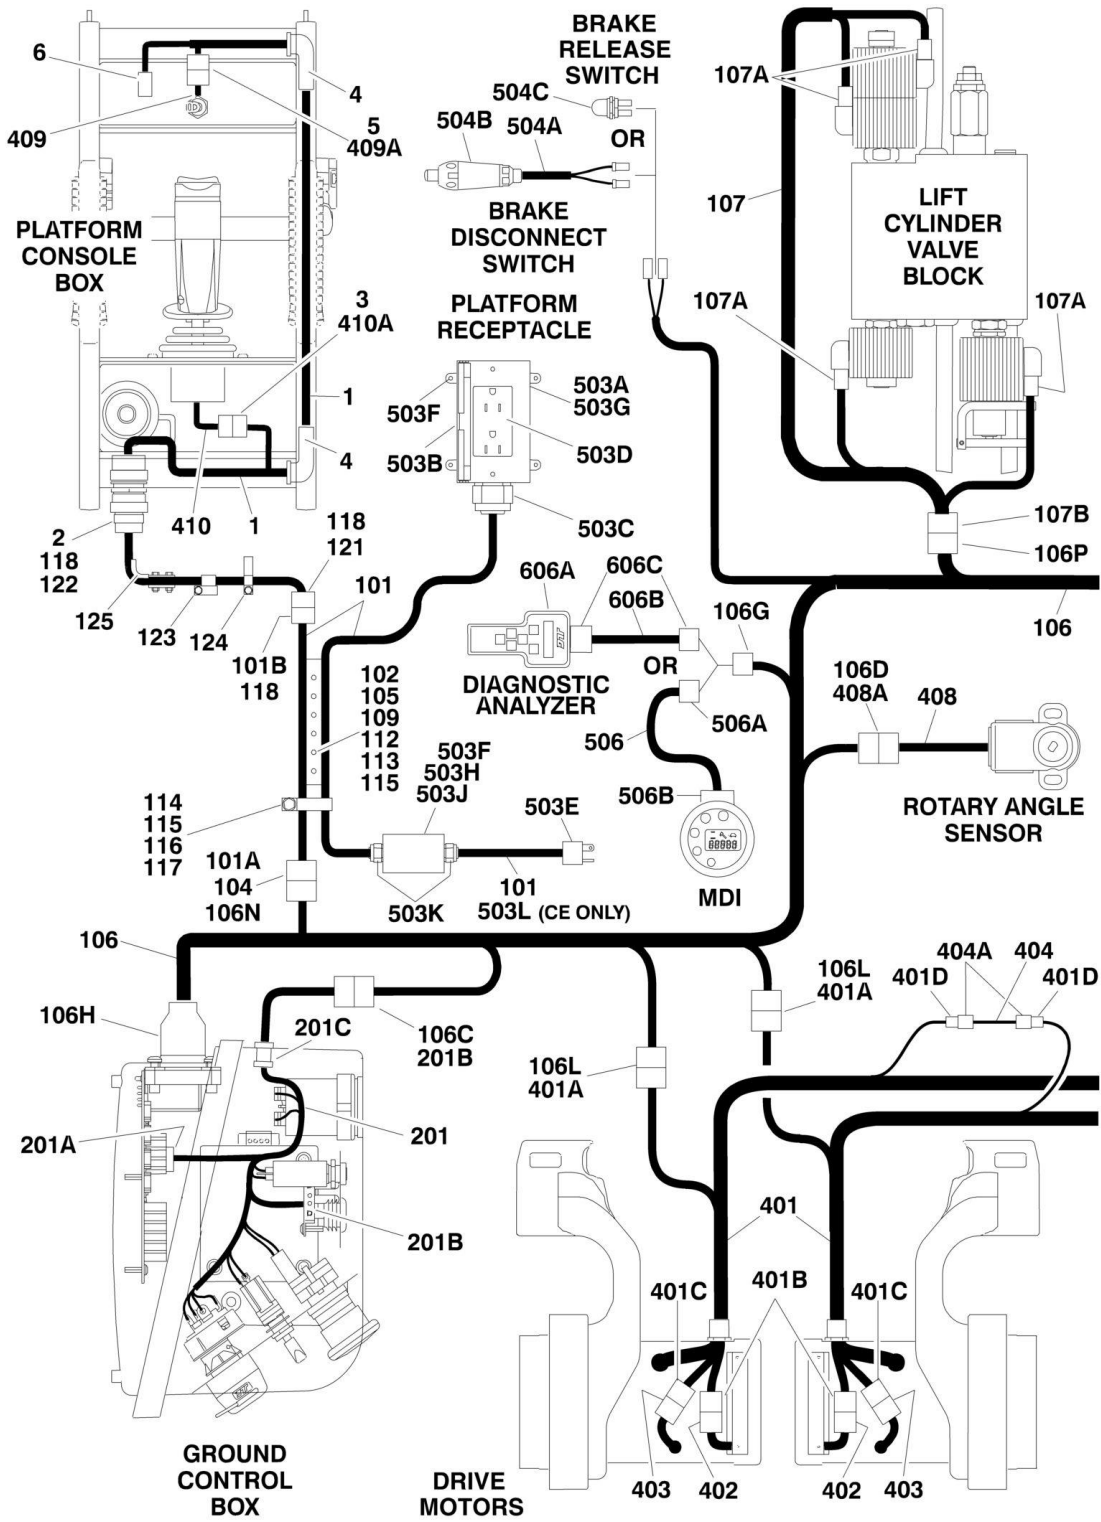 BRAKE
RELEASE
SWITCH
6
4
5
409A
409
504C
504B
504A
OR
107A
107
LIFT
CYLINDER
VALVE
BLOCK
PLATFORM
CONSOLE
BOX
BRAKE
DISCONNECT
SWITCH
3
410A
PLATFORM
RECEPTACLE
107A
107A
1
4
503F
503A
503G
503B
503D
503C
410
1
2
118
122
118
121
107B
106P
125
123
124
101
606A
606C
606B
106G
106
101B
118
OR
DIAGNOSTIC
ANALYZER
102
105
109
112
113
115
106D
408A
408
506A
506
503F
503H
503J
506B
503E
ROTARY ANGLE
SENSOR
114
115
116
117
101A
104
106N
101
503L (CE ONLY)
503K
MDI
106
106L
401A
404A
404
401D
401D
106H
201C
106C
201B
106L
401A
201A
201
201B
401
401C
401B
401C
GROUND
CONTROL
BOX
DRIVE
MOTORS
403
402
402
403